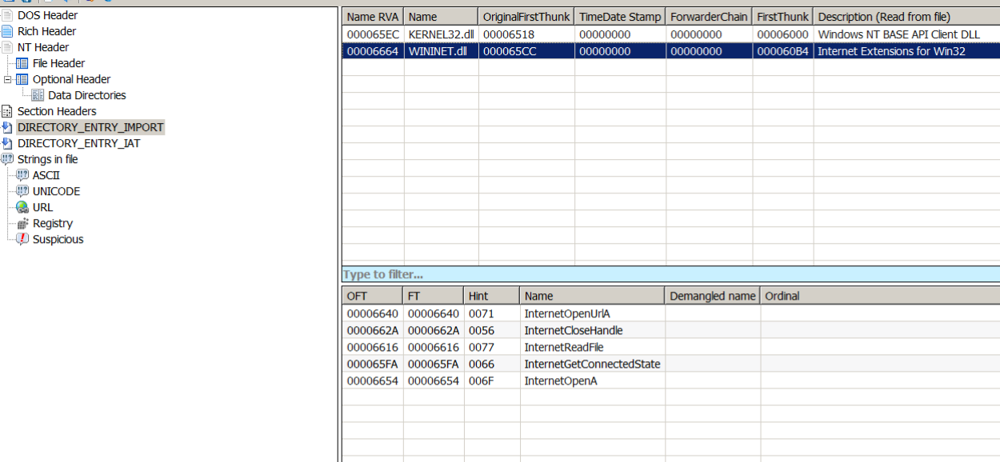 DOS Header
Rich Header
NT Header
File Header
Optional Header
Data Directories
Section Headers
DIRECTORY_ENTRY_IMPORT
DIRECTORY_ENTRY_IAT
Strings in file
ASCII
UNICODE
URL
Registry
Suspicious
Name RVA Name OriginalFirstThunk TimeDate Stamp ForwarderChain FirstThunk Description (Read from file)
000065EC KERNEL32.dll 00006518 00000000 00000000 00006000 Windows NT BASE API Client DLL
00006664 WININET.dll 000065CC 00000000 00000000 000060B4 Internet Extensions for Win32
Type to filter...
OFT FT Hint Name Demangled name Ordinal
00006640 00006640 0071 InternetOpenUrlA
0000662A 0000662A 0056 InternetCloseHandle
00006616 00006616 0077 InternetReadFile
000065FA 000065FA 0066 InternetGetConnectedState
00006654 00006654 006F InternetOpenA